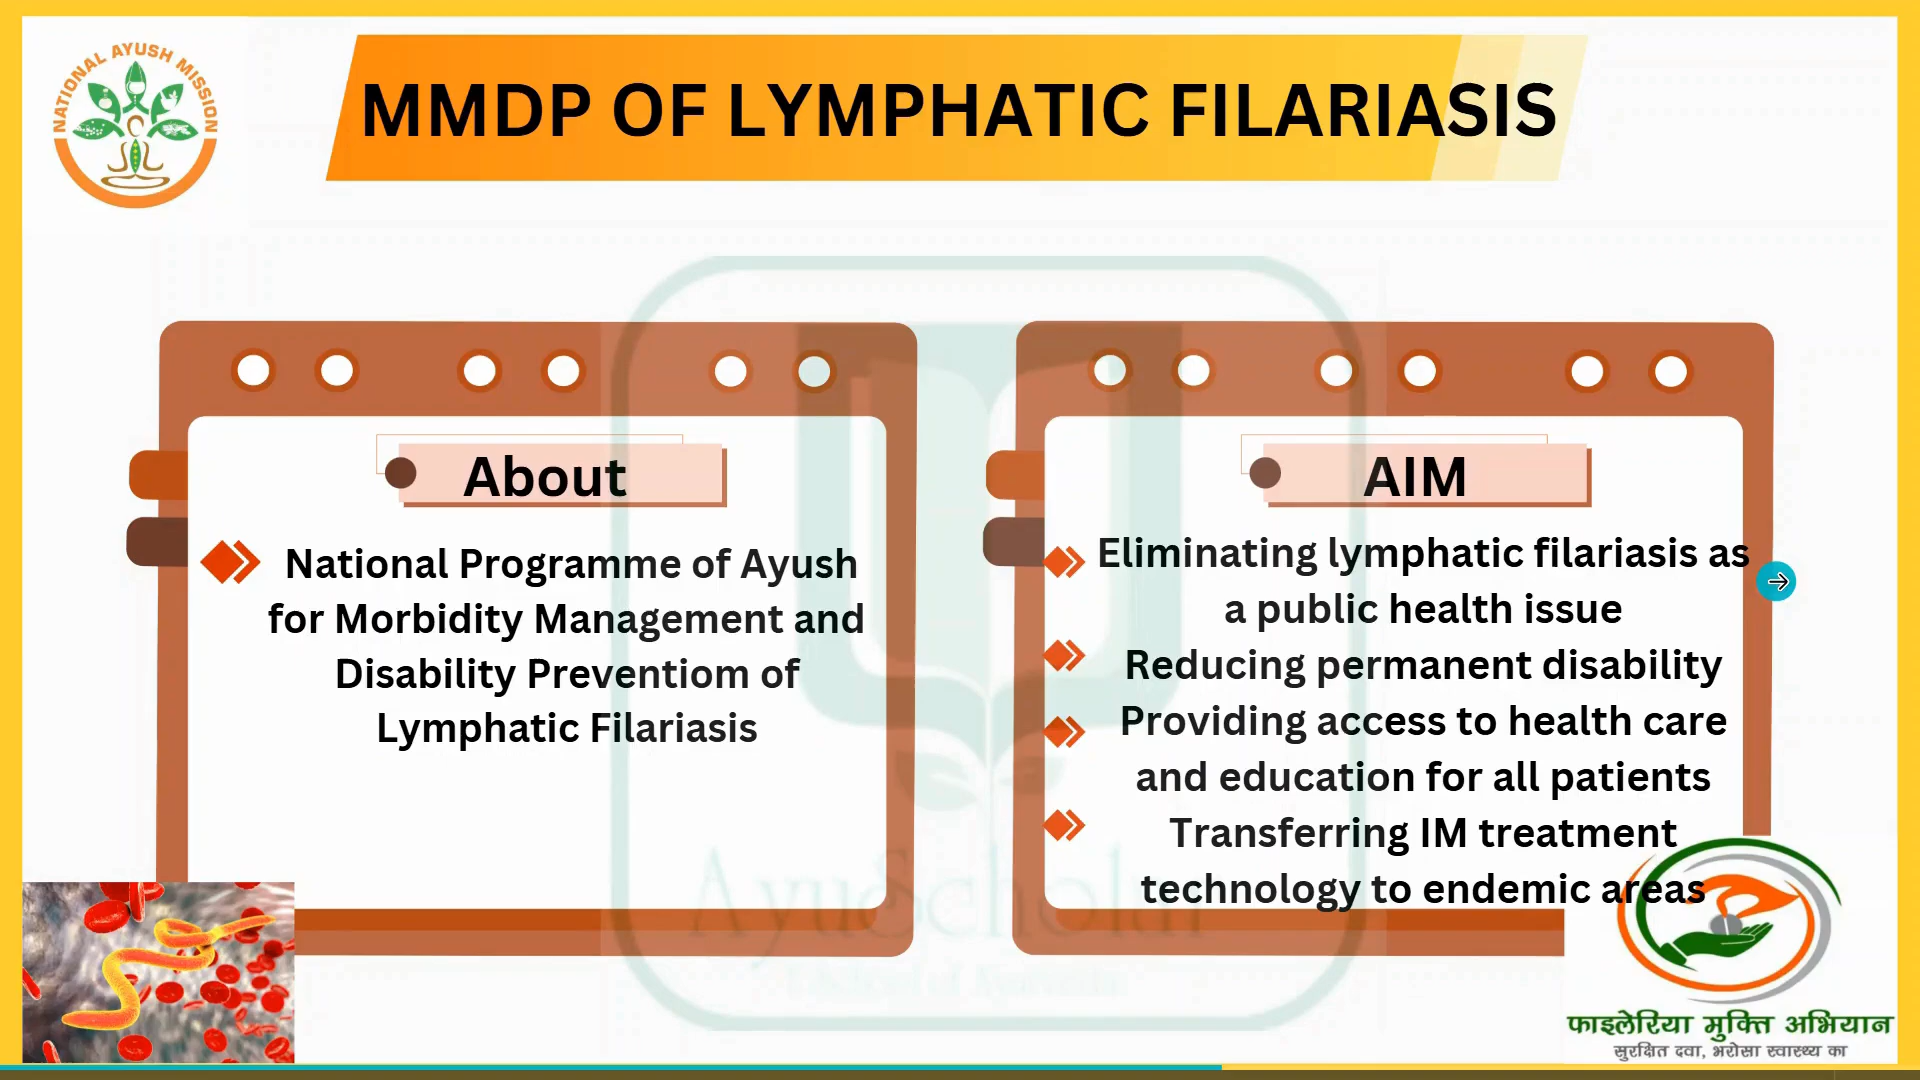 NATIONAL AYUSH MISSION
MMDP OF LYMPHATIC FILARIASIS
About
National Programme of Ayush
for Morbidity Management and
Disability Preventiom of
Lymphatic Filariasis
AIM
Eliminating lymphatic filariasis as
a public health issue
Reducing permanent disability
Providing access to health care
and education for all patients
Transferring IM treatment
technology to endemic areas
AyuScholar
फाइलेरिया मुक्ति अभियान
सुरक्षित दवा, भरोसा स्वास्थ्य का